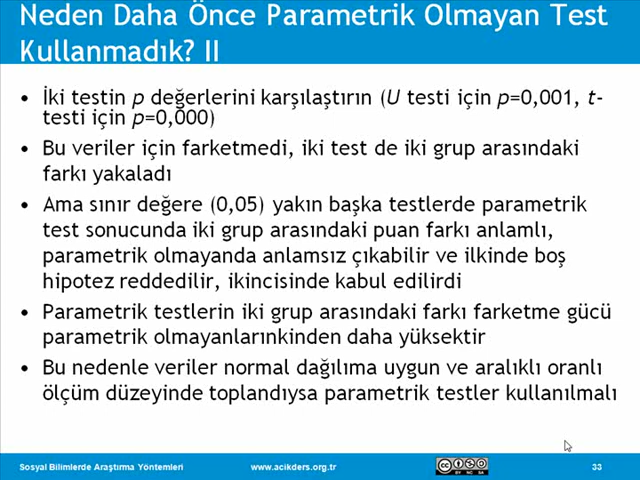 Neden Daha Önce Parametrik Olmayan Test
Kullanmadık? II
• İki testin p değerlerini karşılaştırın (U testi için p=0,001, t-
testi için p=0,000)
• Bu veriler için farketmedi, iki test de iki grup arasındaki
farkı yakaladı
• Ama sınır değere (0,05) yakın başka testlerde parametrik
test sonucunda iki grup arasındaki puan farkı anlamlı,
parametrik olmayanda anlamsız çıkabilir ve ilkinde boş
hipotez reddedilir, ikincisinde kabul edilirdi
• Parametrik testlerin iki grup arasındaki farkı farketme gücü
parametrik olmayanlarınkinden daha yüksektir
• Bu nedenle veriler normal dağılıma uygun ve aralıklı oranlı
ölçüm düzeyinde toplandıysa parametrik testler kullanılmalı
Sosyal Bilimlerde Araştırma Yöntemleri www.acikders.org.tr 33
cc BY NC SA